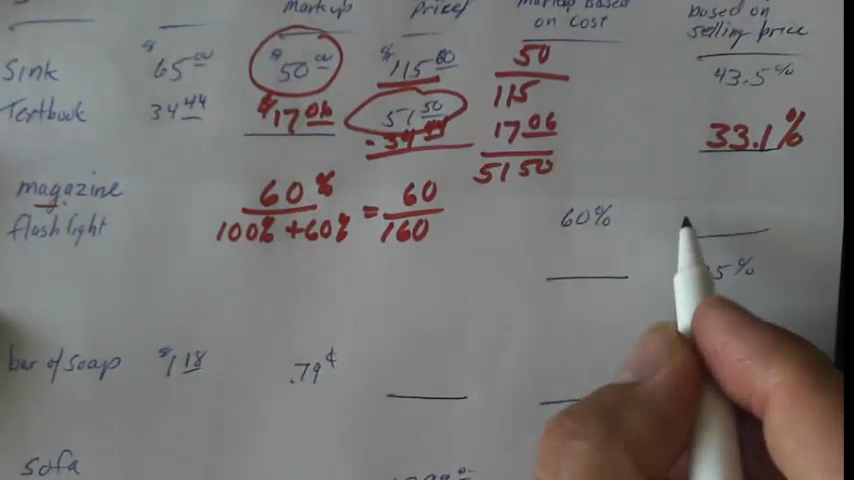 Markup Price Markup Based based on
on Cost selling price
Sink $65.00 $50.00 $115.00 50 43.5%
115
Textbook 34.44 $17.06 51.50 17.06 33.1%
- 34 44 51 50
magazine 60% = 60 60%
flashlight 100% + 60% 160 5%
bar of soap $1.18 .79¢
sofa